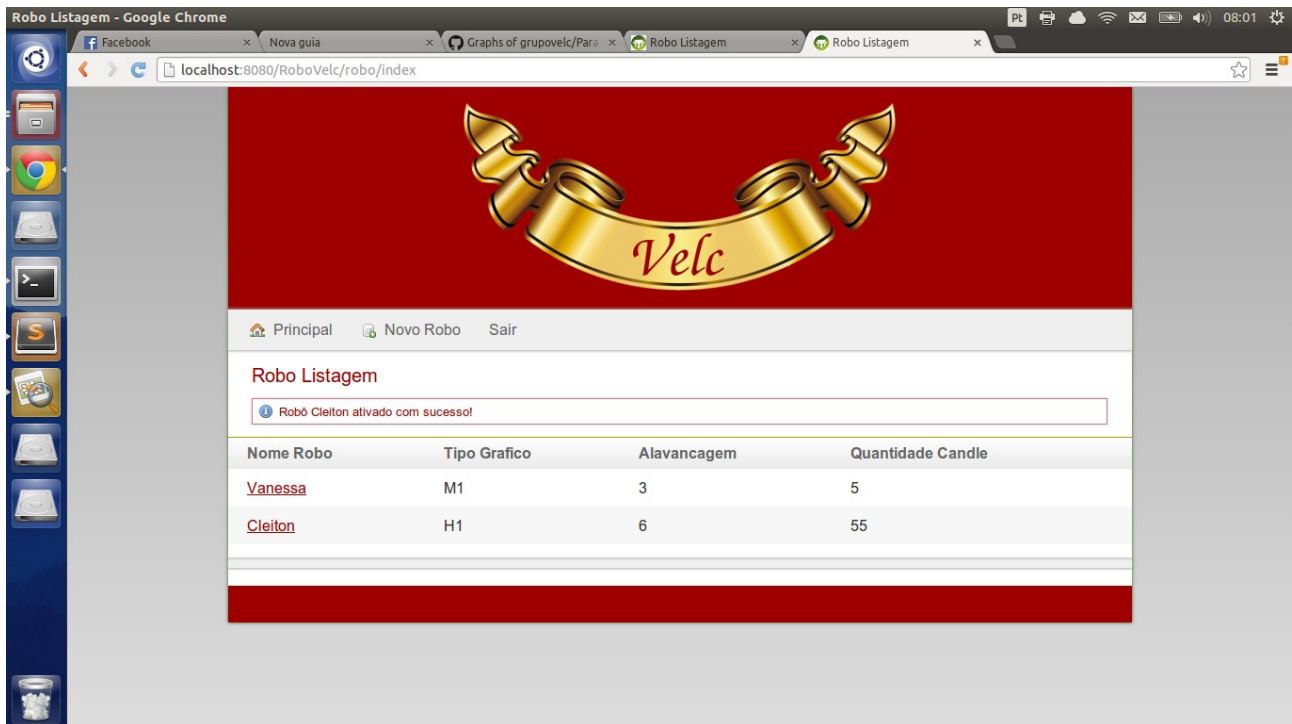 Robo Listagem - Google Chrome
Pt
08:01
Facebook
Nova guia
Graphs of grupovelc/Para
Robo Listagem
Robo Listagem
localhost:8080/RoboVelc/robo/index
Velc
Principal Novo Robo Sair
Robo Listagem
Robô Cleiton ativado com sucesso!
Nome Robo Tipo Grafico Alavancagem Quantidade Candle
Vanessa M1 3 5
Cleiton H1 6 55